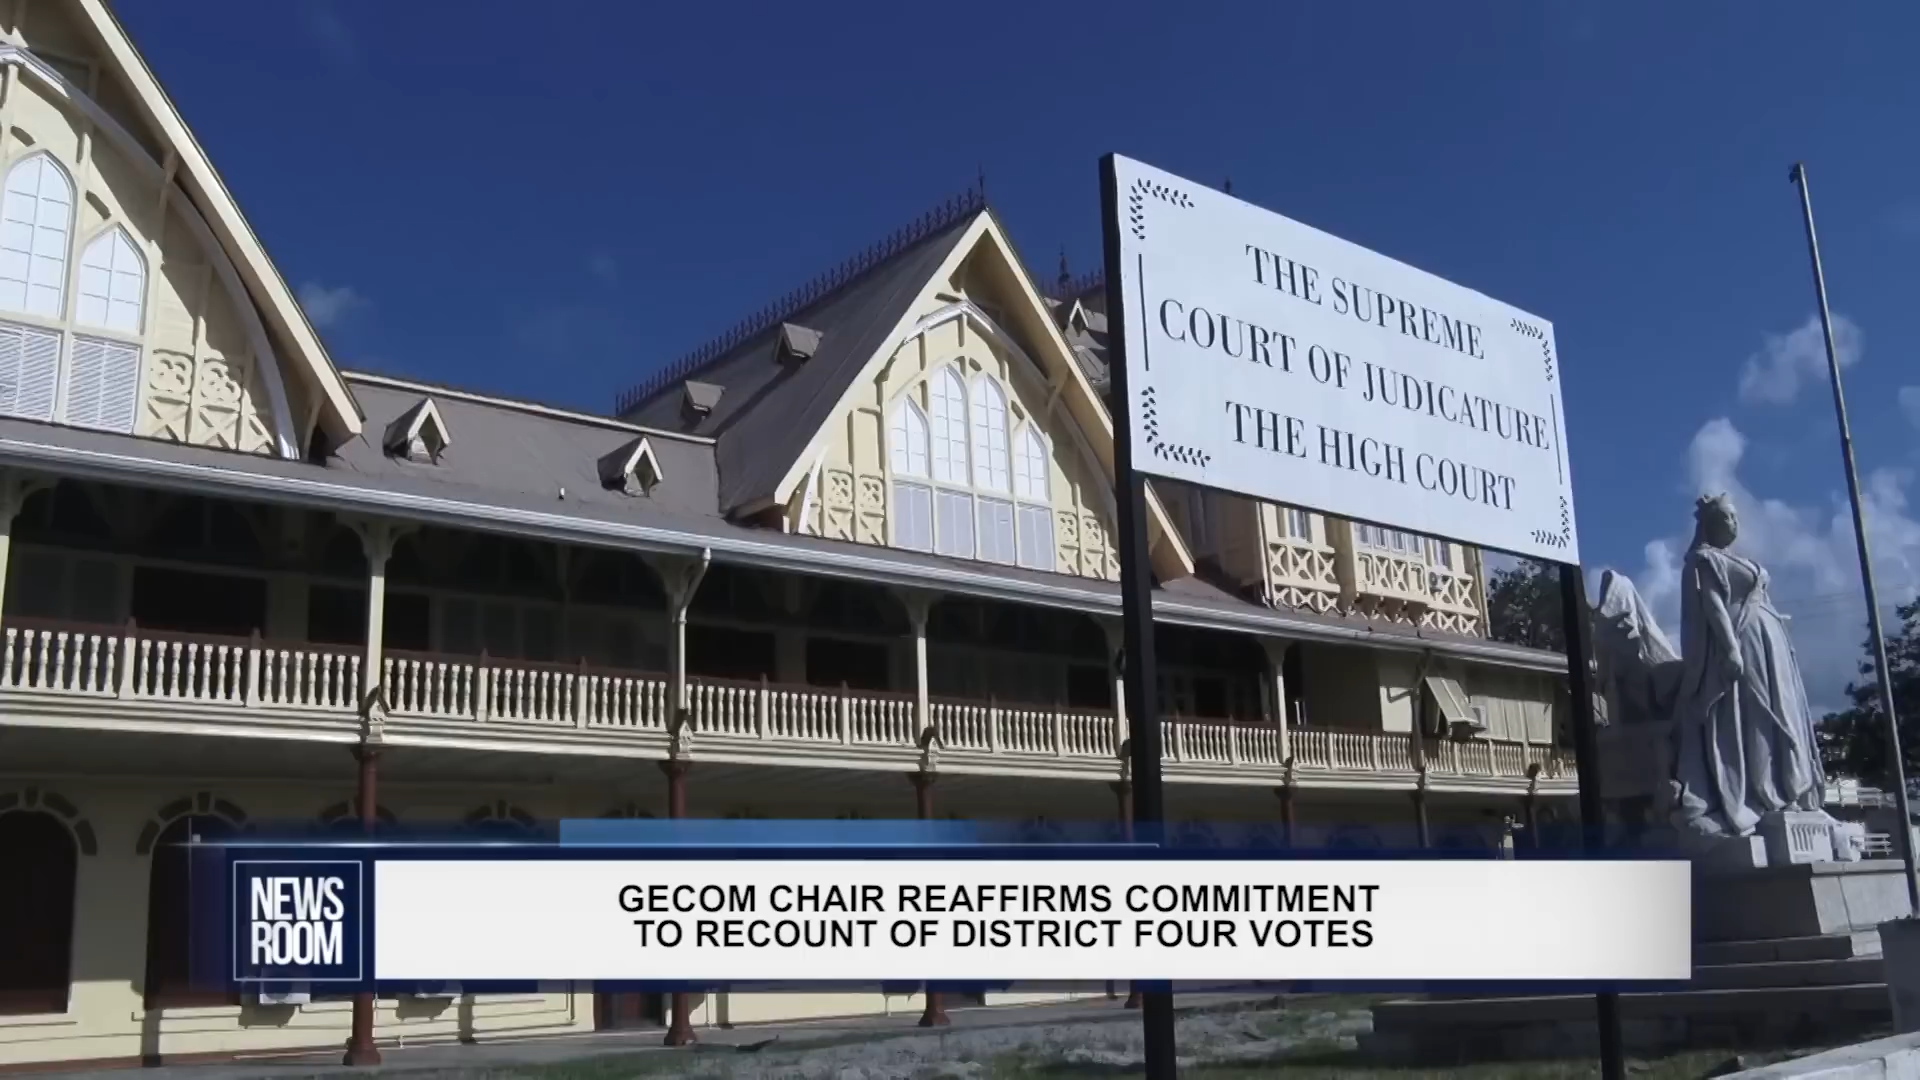 THE SUPREME
COURT OF JUDICATURE
THE HIGH COURT
NEWS
ROOM
GECOM CHAIR REAFFIRMS COMMITMENT
TO RECOUNT OF DISTRICT FOUR VOTES